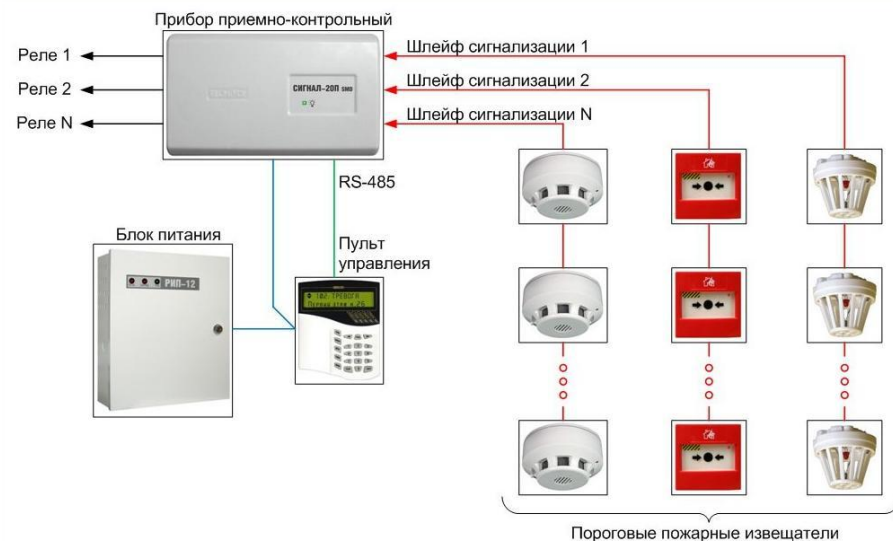 Прибор приемно-контрольный
Реле 1
Реле 2
Реле N
СИГНАЛ-20П SMD
Шлейф сигнализации 1
Шлейф сигнализации 2
Шлейф сигнализации N
RS-485
Блок питания
РИП-12
Пульт
управления
Пороговые пожарные извещатели